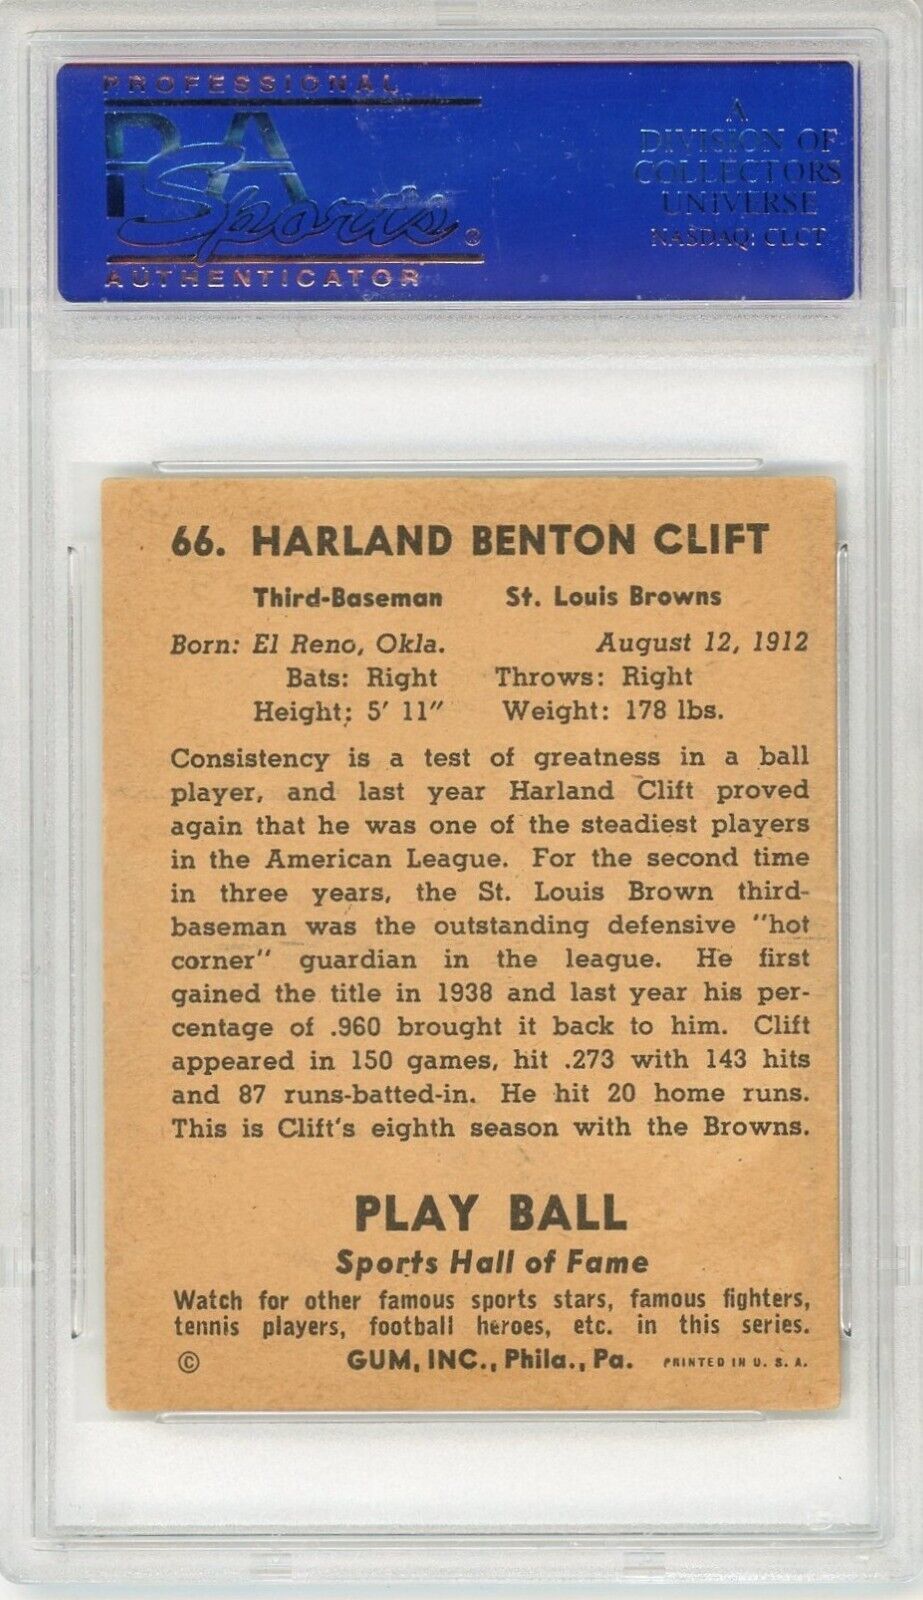 PROFESSIONAL
PSA
Sports ®
AUTHENTICATOR
A
DIVISION OF
COLLECTORS
UNIVERSE
NASDAQ: CLCT
66. HARLAND BENTON CLIFT
Third-Baseman St. Louis Browns
Born: El Reno, Okla. August 12, 1912
Bats: Right Throws: Right
Height: 5' 11" Weight: 178 lbs.
Consistency is a test of greatness in a ball
player, and last year Harland Clift proved
again that he was one of the steadiest players
in the American League. For the second time
in three years, the St. Louis Brown third-
baseman was the outstanding defensive "hot
corner" guardian in the league. He first
gained the title in 1938 and last year his per-
centage of .960 brought it back to him. Clift
appeared in 150 games, hit .273 with 143 hits
and 87 runs-batted-in. He hit 20 home runs.
This is Clift's eighth season with the Browns.
PLAY BALL
Sports Hall of Fame
Watch for other famous sports stars, famous fighters,
tennis players, football heroes, etc. in this series.
© GUM, INC., Phila., Pa. PRINTED IN U. S. A.